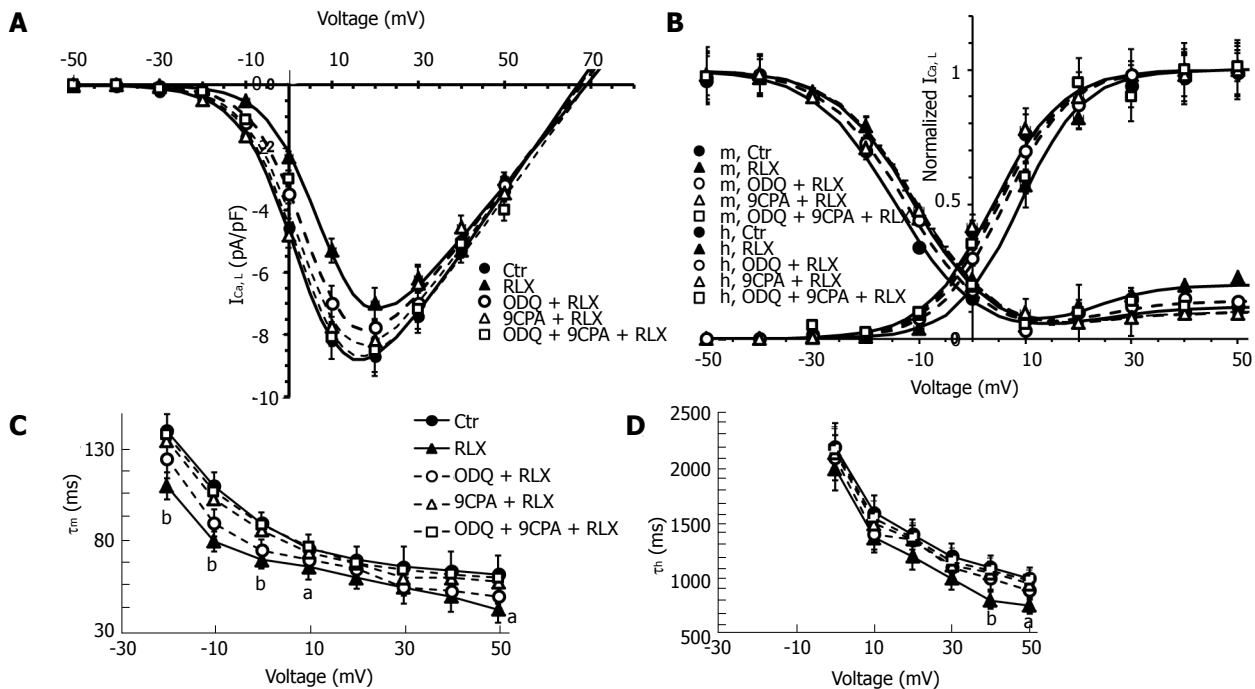 A
Voltage (mV)
-50 -30 -10 10 30 50 70
0.0
-2
-4
-6
-8
-10
I Ca, L (pA/pF)
Ctr
RLX
ODQ + RLX
9CPA + RLX
ODQ + 9CPA + RLX
B
Normalized I Ca, L
1
0.5
0
m, Ctr
m, RLX
m, ODQ + RLX
m, 9CPA + RLX
m, ODQ + 9CPA + RLX
h, Ctr
h, RLX
h, ODQ + RLX
h, 9CPA + RLX
h, ODQ + 9CPA + RLX
-50 -30 -10 10 30 50
Voltage (mV)
C
τm (ms)
130
80
30
b
b
b
a
a
Ctr
RLX
ODQ + RLX
9CPA + RLX
ODQ + 9CPA + RLX
-30 -10 10 30 50
Voltage (mV)
D
τh (ms)
2500
2000
1500
1000
500
b
a
-30 -10 10 30 50
Voltage (mV)